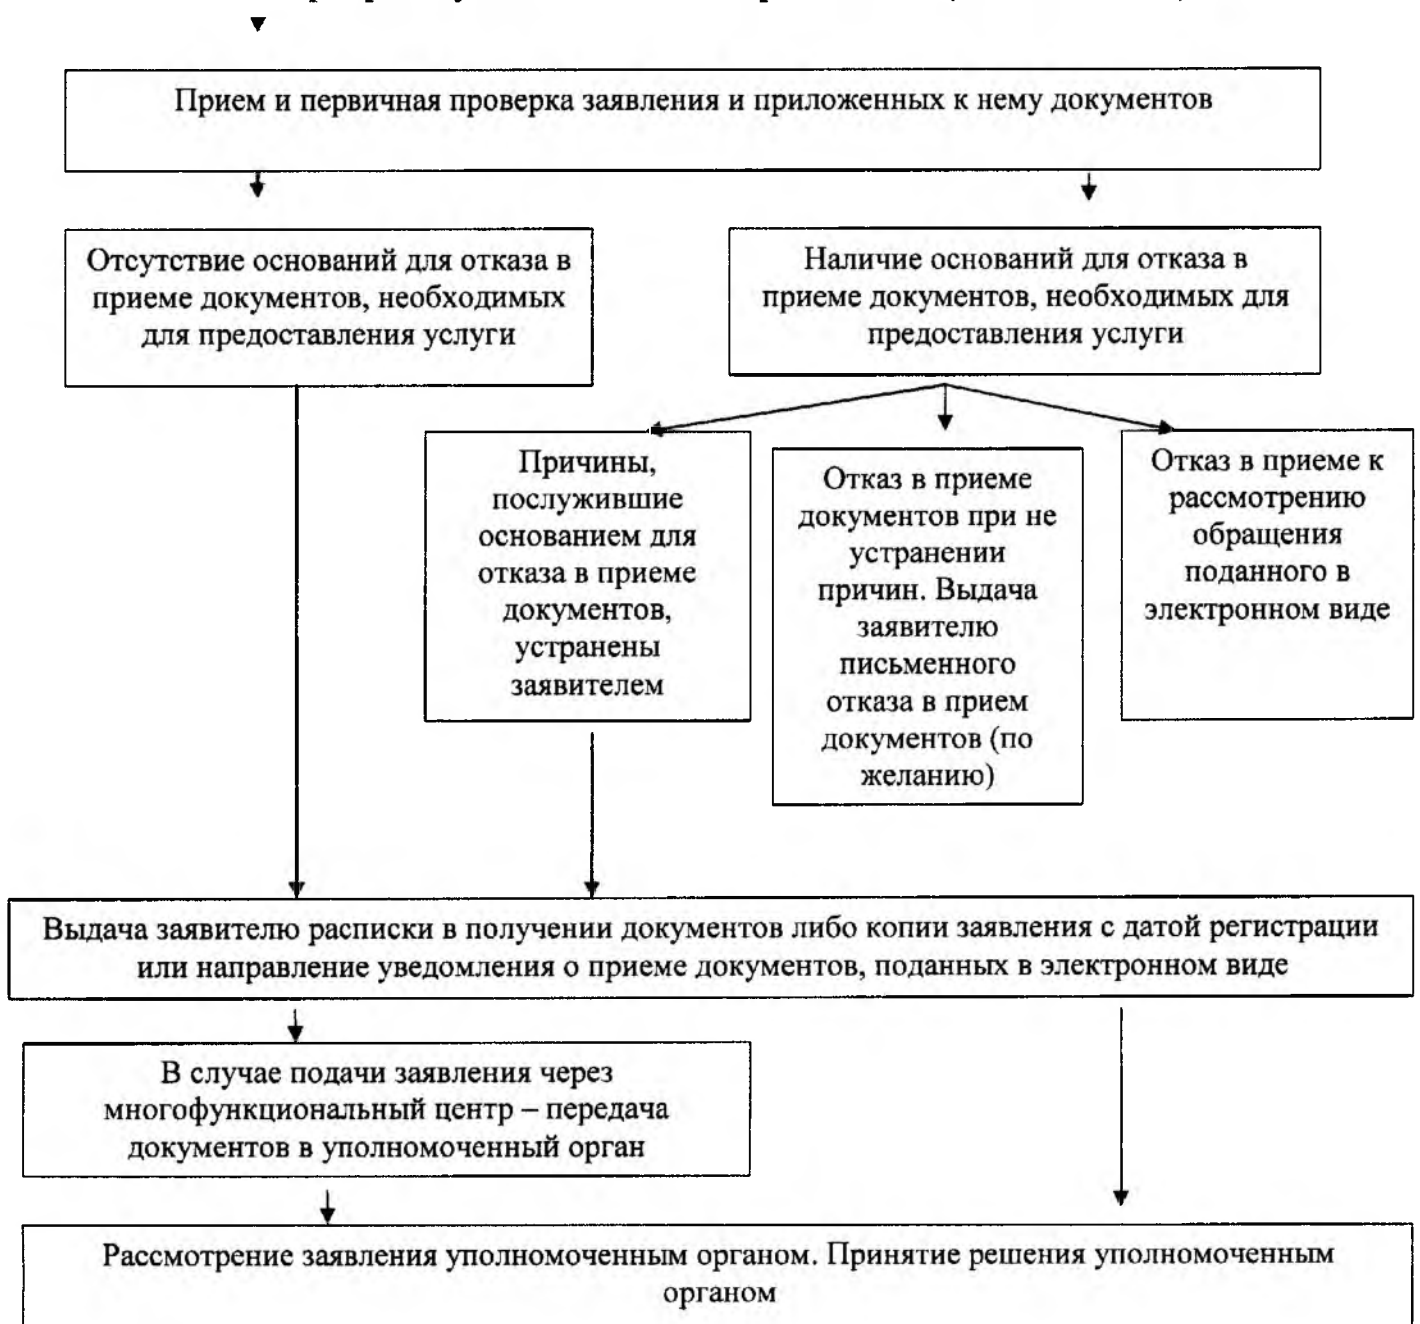 Прием и первичная проверка заявления и приложенных к нему документов
Отсутствие оснований для отказа в
приеме документов, необходимых
для предоставления услуги
Наличие оснований для отказа в
приеме документов, необходимых для
предоставления услуги
Причины,
послужившие
основанием для
отказа в приеме
документов,
устранены
заявителем
Отказ в приеме
документов при не
устранении
причин. Выдача
заявителю
письменного
отказа в прием
документов (по
желанию)
Отказ в приеме к
рассмотрению
обращения
поданного в
электронном виде
Выдача заявителю расписки в получении документов либо копии заявления с датой регистрации
или направление уведомления о приеме документов, поданных в электронном виде
В случае подачи заявления через
многофункциональный центр – передача
документов в уполномоченный орган
Рассмотрение заявления уполномоченным органом. Принятие решения уполномоченным
органом